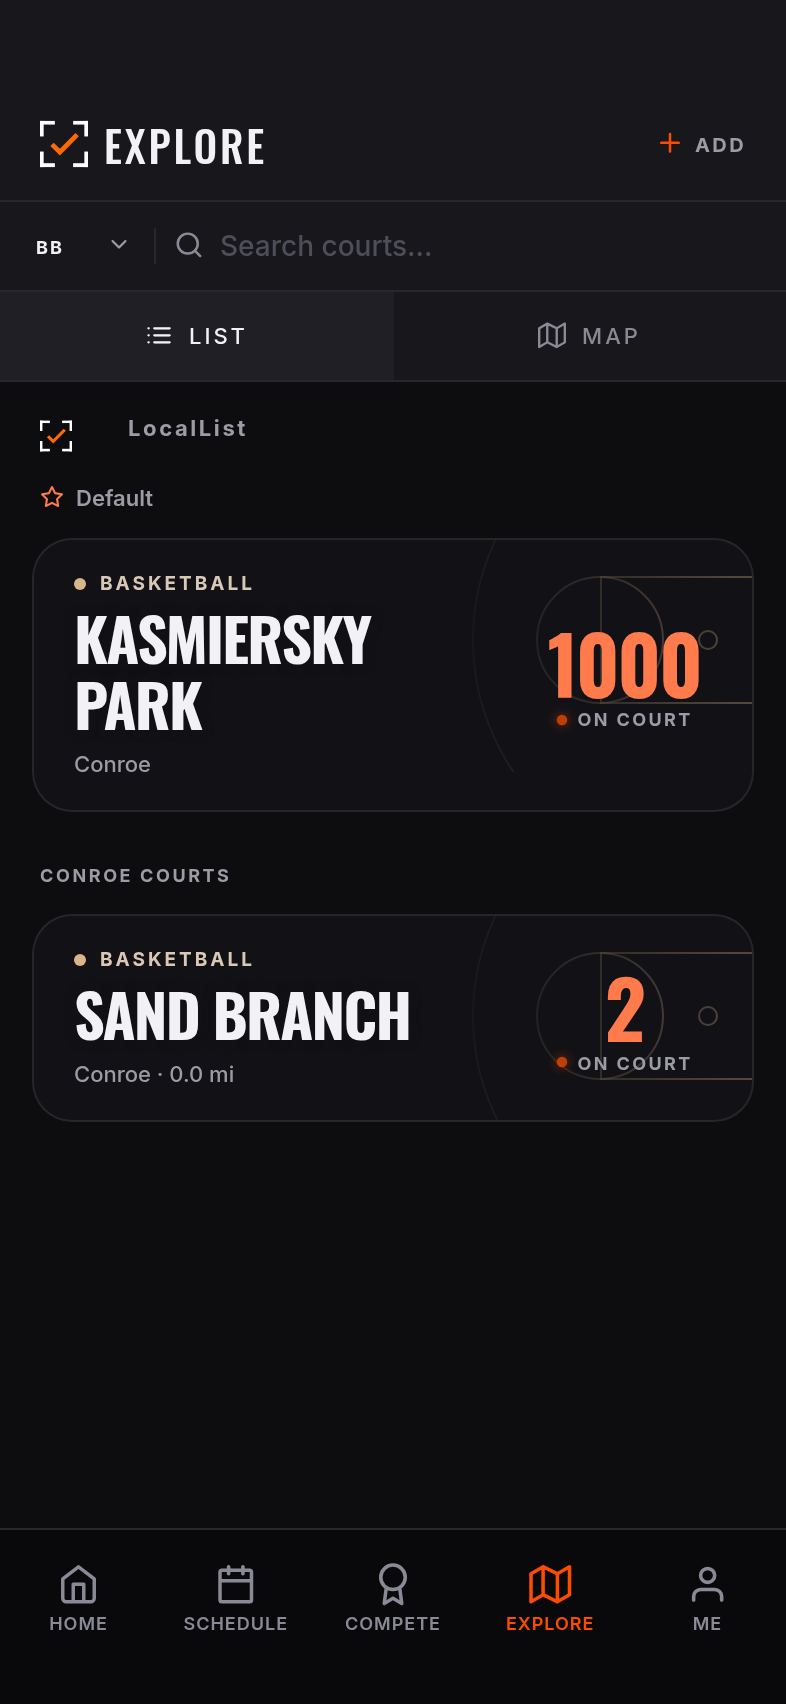 EXPLORE
ADD
BB
Search courts...
LIST
MAP
LocalList
Default
BASKETBALL
KASMIERSKY
PARK
Conroe
1000
ON COURT
CONROE COURTS
BASKETBALL
SAND BRANCH
Conroe · 0.0 mi
2
ON COURT
HOME
SCHEDULE
COMPETE
EXPLORE
ME